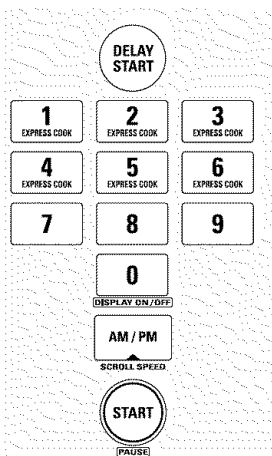 DELAY
START
1 2 3
EXPRESS COOK EXPRESS COOK EXPRESS COOK
4 5 6
EXPRESS COOK EXPRESS COOK EXPRESS COOK
7 8 9
0
DISPLAY ON/OFF
AM / PM
SCROLL SPEED
START
PAUSE